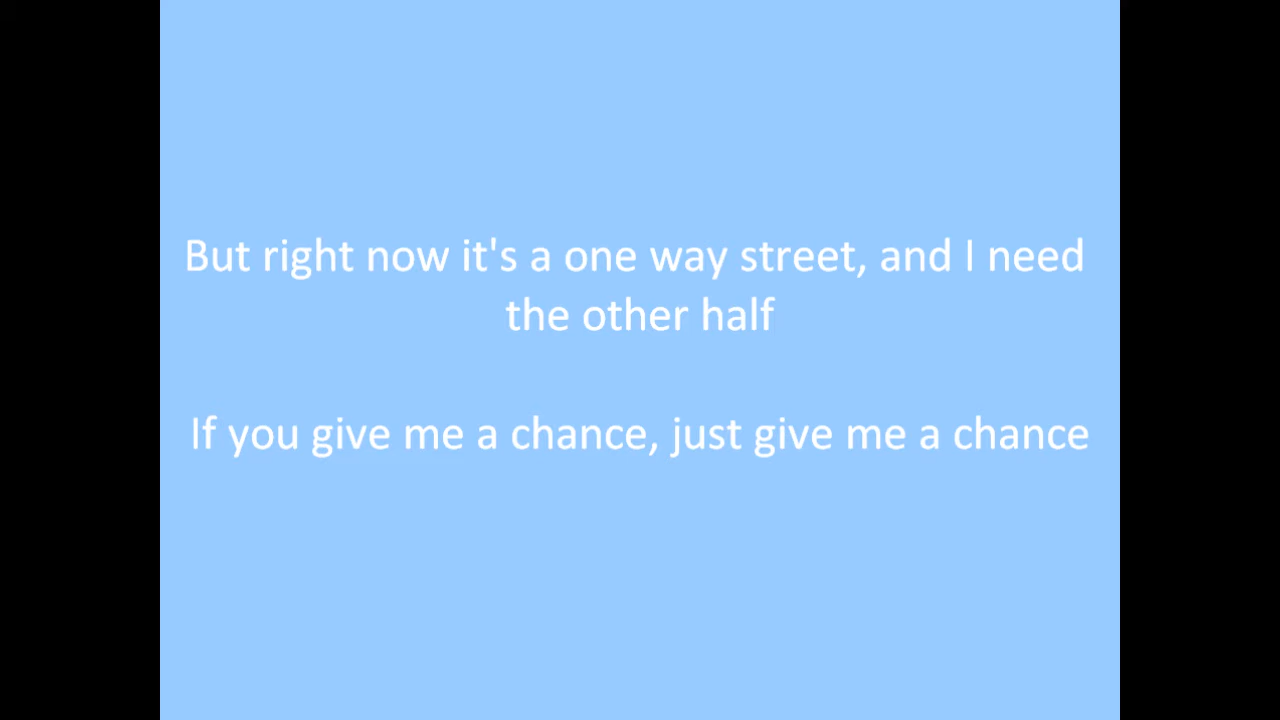 But right now it's a one way street, and I need
the other half
If you give me a chance, just give me a chance